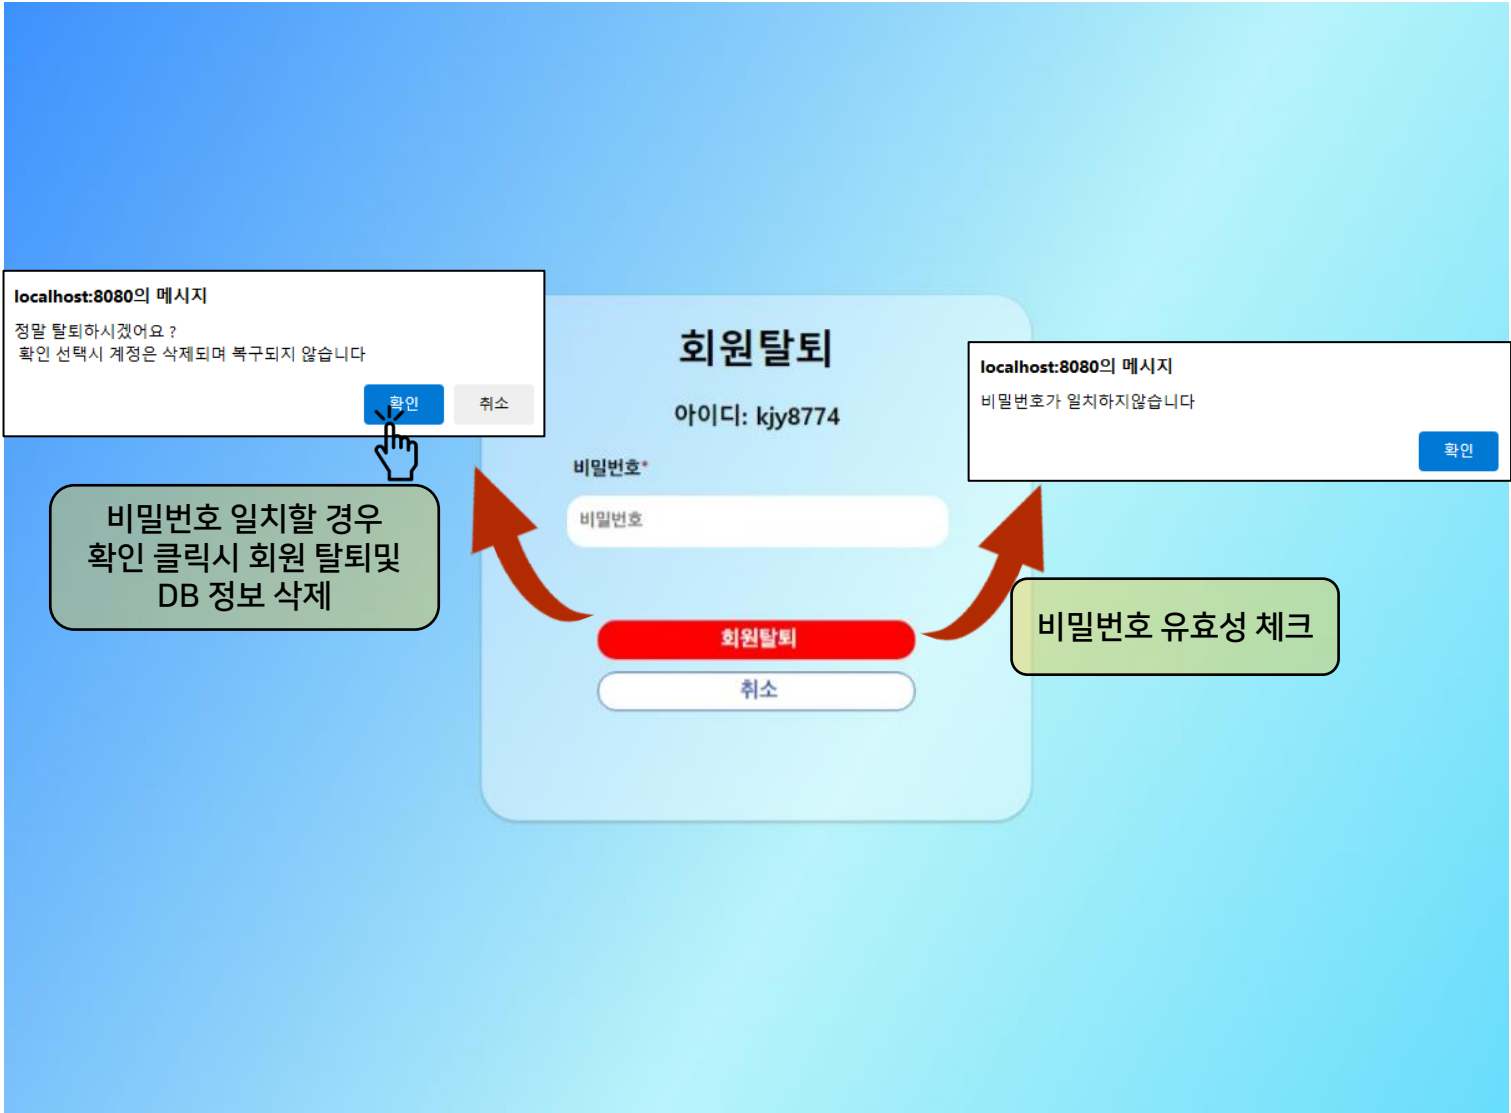 localhost:8080의 메시지
정말 탈퇴하시겠어요 ?
확인 선택시 계정은 삭제되며 복구되지 않습니다
확인
취소
비밀번호 일치할 경우
확인 클릭시 회원 탈퇴및
DB 정보 삭제
회원탈퇴
아이디: kjy8774
비밀번호*
비밀번호
회원탈퇴
취소
localhost:8080의 메시지
비밀번호가 일치하지않습니다
확인
비밀번호 유효성 체크